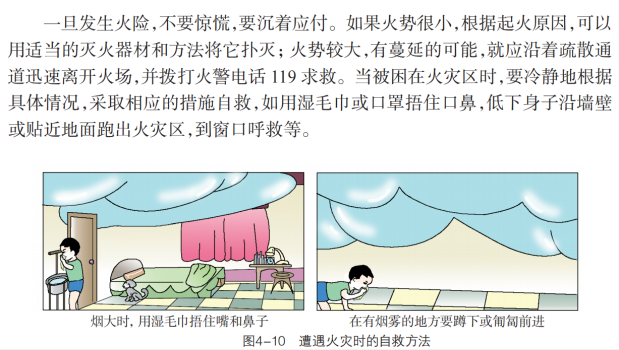 一旦发生火险，不要惊慌，要沉着应付。如果火势很小，根据起火原因，可以
用适当的灭火器材和方法将它扑灭；火势较大，有蔓延的可能，就应沿着疏散通
道迅速离开火场，并拨打火警电话 119 求救。当被困在火灾区时，要冷静地根据
具体情况，采取相应的措施自救，如用湿毛巾或口罩捂住口鼻，低下身子沿墙壁
或贴近地面跑出火灾区，到窗口呼救等。
烟大时，用湿毛巾捂住嘴和鼻子
在有烟雾的地方要蹲下或匍匐前进
图4-10 遭遇火灾时的自救方法